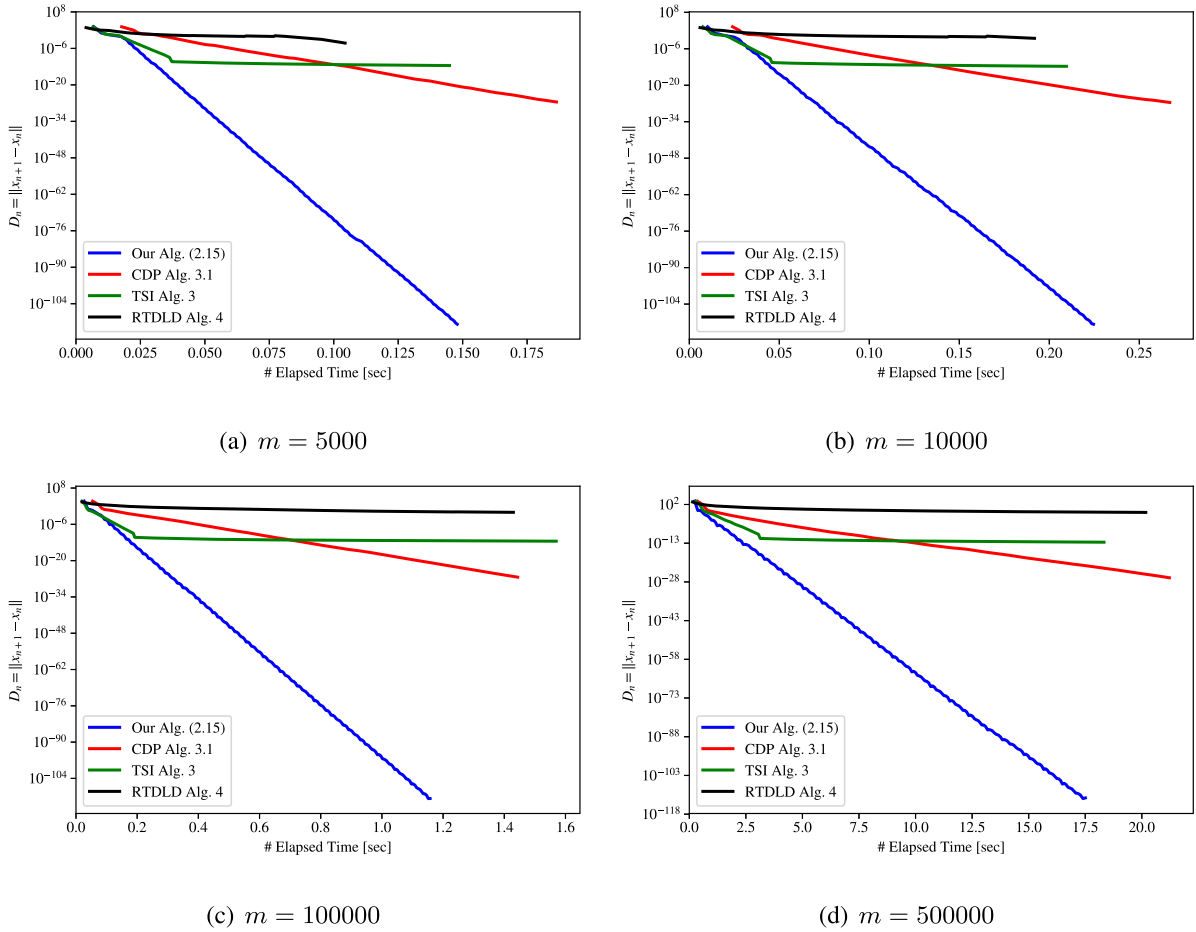 10^8
10^−6
10^−20
10^−34
10^−48
10^−62
10^−76
10^−90
10^−104
D_n = ||x_{n+1} − x_n||
Our Alg. (2.15)
CDP Alg. 3.1
TSI Alg. 3
RTDLD Alg. 4
0.000 0.025 0.050 0.075 0.100 0.125 0.150 0.175
# Elapsed Time [sec]
(a) m = 5000
10^8
10^−6
10^−20
10^−34
10^−48
10^−62
10^−76
10^−90
10^−104
D_n = ||x_{n+1} − x_n||
Our Alg. (2.15)
CDP Alg. 3.1
TSI Alg. 3
RTDLD Alg. 4
0.00 0.05 0.10 0.15 0.20 0.25
# Elapsed Time [sec]
(b) m = 10000
10^8
10^−6
10^−20
10^−34
10^−48
10^−62
10^−76
10^−90
10^−104
D_n = ||x_{n+1} − x_n||
Our Alg. (2.15)
CDP Alg. 3.1
TSI Alg. 3
RTDLD Alg. 4
0.0 0.2 0.4 0.6 0.8 1.0 1.2 1.4 1.6
# Elapsed Time [sec]
(c) m = 100000
10^2
10^−13
10^−28
10^−43
10^−58
10^−73
10^−88
10^−103
10^−118
D_n = ||x_{n+1} − x_n||
Our Alg. (2.15)
CDP Alg. 3.1
TSI Alg. 3
RTDLD Alg. 4
0.0 2.5 5.0 7.5 10.0 12.5 15.0 17.5 20.0
# Elapsed Time [sec]
(d) m = 500000